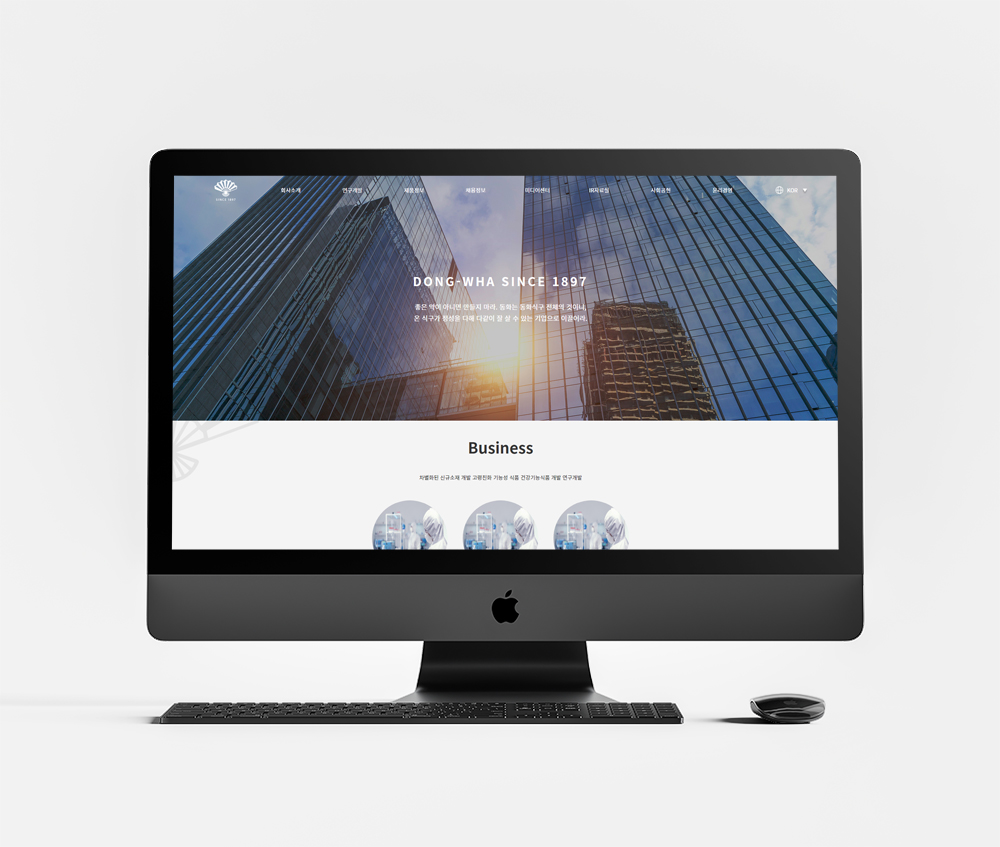 SINCE 1897
회사소개 연구개발 제품정보 채용정보 미디어센터 IR자료실 사회공헌 윤리경영 KOR
DONG-WHA SINCE 1897
좋은 약이 아니면 만들지 마라. 동화는 동화식구 전체의 것이니,
온 식구가 정성을 다해 다같이 잘 살 수 있는 기업으로 이끌어라.
Business
차별화된 신규소재 개발 고령친화 기능성 식품 건강기능식품 개발 연구개발